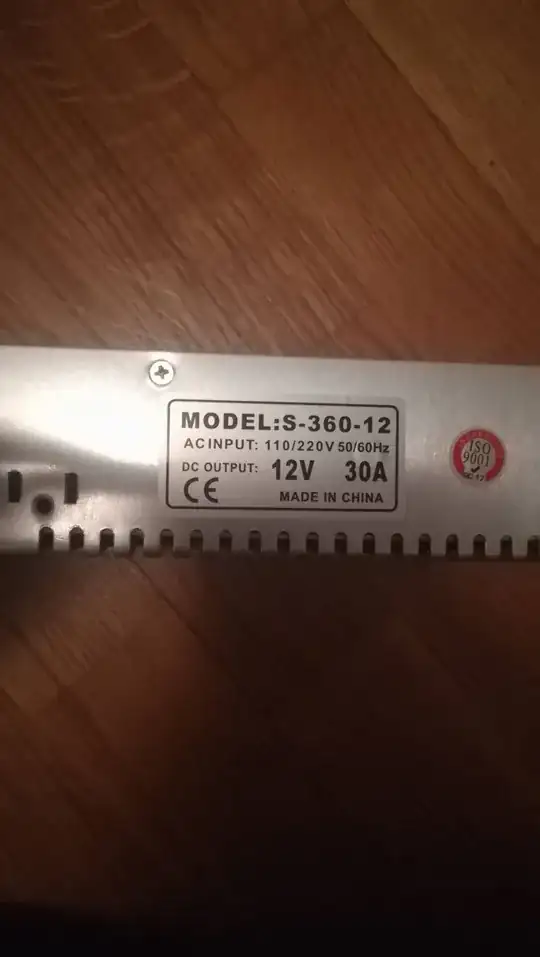 MODEL:S-360-12
AC INPUT: 110/220V 50/60Hz
DC OUTPUT: 12V 30A
CE MADE IN CHINA
ISO
9001